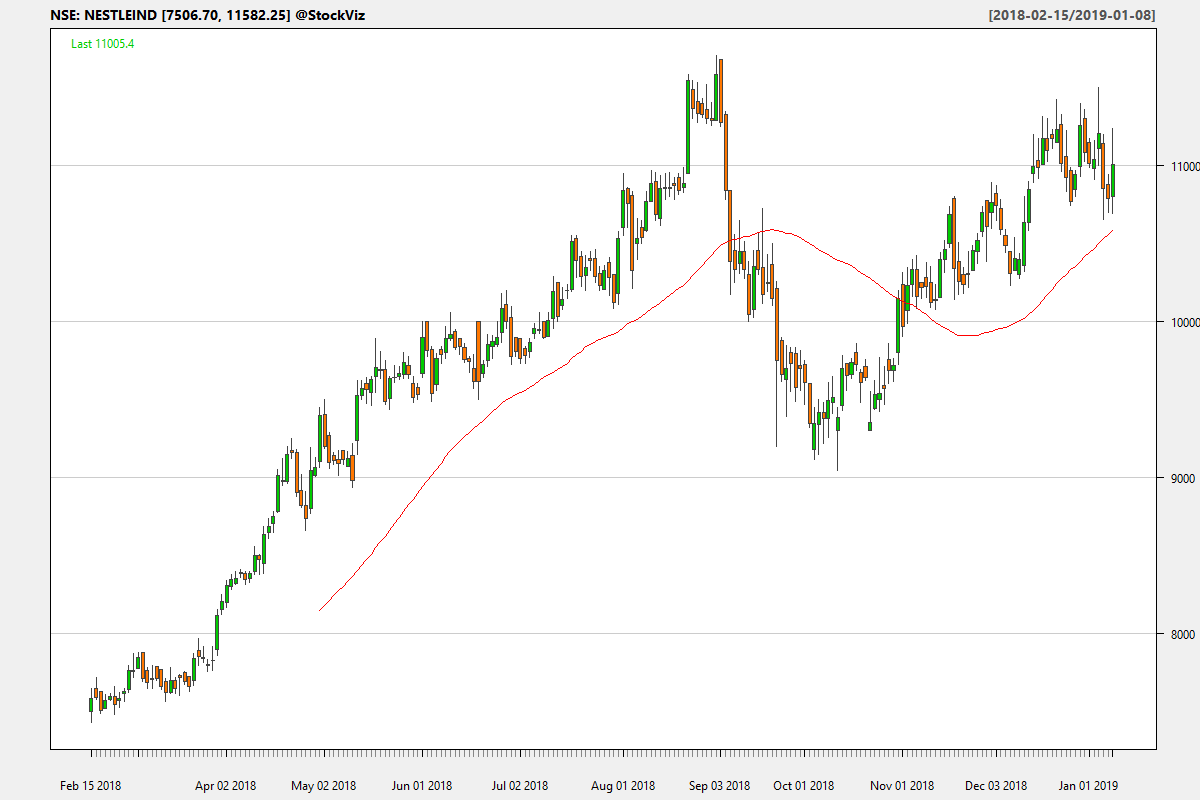 NSE: NESTLEIND [7506.70, 11582.25] @StockViz
[2018-02-15/2019-01-08]
Last 11005.4
11000
10000
9000
8000
Feb 15 2018 Apr 02 2018 May 02 2018 Jun 01 2018 Jul 02 2018 Aug 01 2018 Sep 03 2018 Oct 01 2018 Nov 01 2018 Dec 03 2018 Jan 01 2019